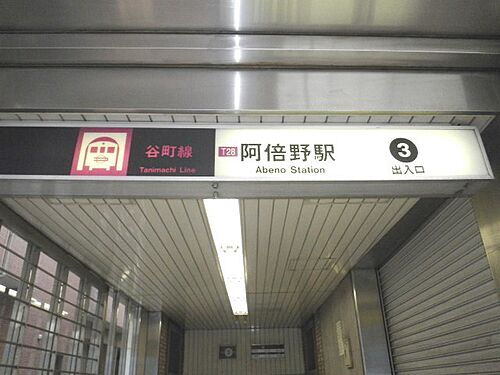 谷町線
Tanimachi Line
T28 阿倍野駅
Abeno Station
3
出入口